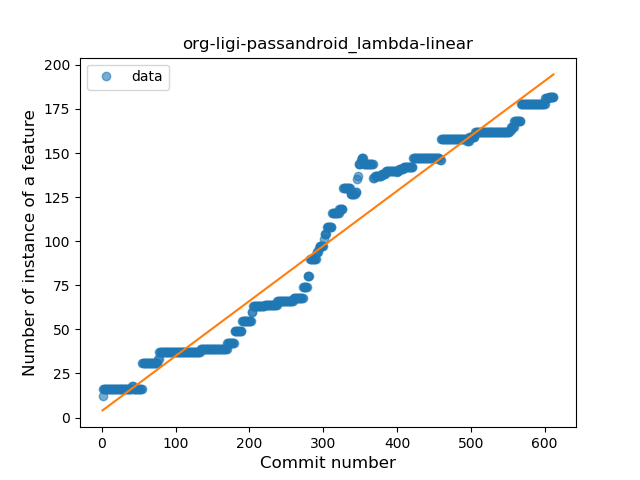 org-ligi-passandroid_lambda-linear
data
Number of instance of a feature
200
175
150
125
100
75
50
25
0
0 100 200 300 400 500 600
Commit number